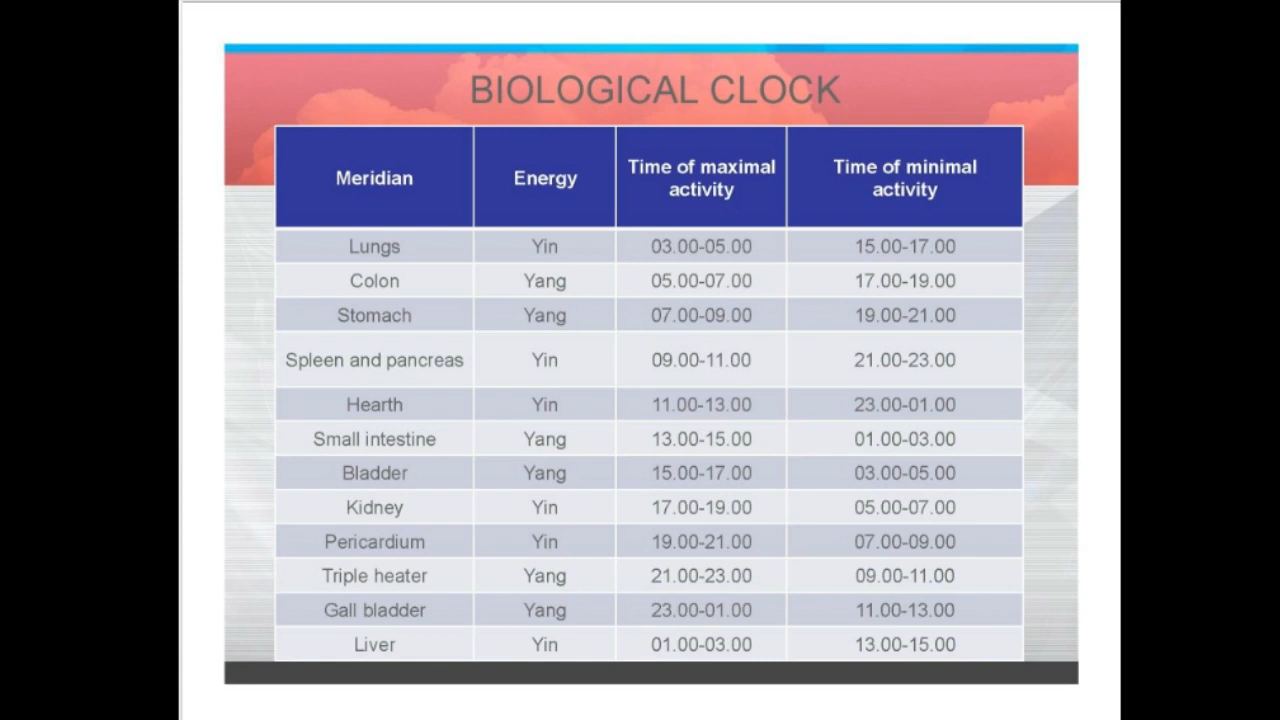 BIOLOGICAL CLOCK
Meridian Energy Time of maximal activity Time of minimal activity
Lungs Yin 03.00-05.00 15.00-17.00
Colon Yang 05.00-07.00 17.00-19.00
Stomach Yang 07.00-09.00 19.00-21.00
Spleen and pancreas Yin 09.00-11.00 21.00-23.00
Hearth Yin 11.00-13.00 23.00-01.00
Small intestine Yang 13.00-15.00 01.00-03.00
Bladder Yang 15.00-17.00 03.00-05.00
Kidney Yin 17.00-19.00 05.00-07.00
Pericardium Yin 19.00-21.00 07.00-09.00
Triple heater Yang 21.00-23.00 09.00-11.00
Gall bladder Yang 23.00-01.00 11.00-13.00
Liver Yin 01.00-03.00 13.00-15.00